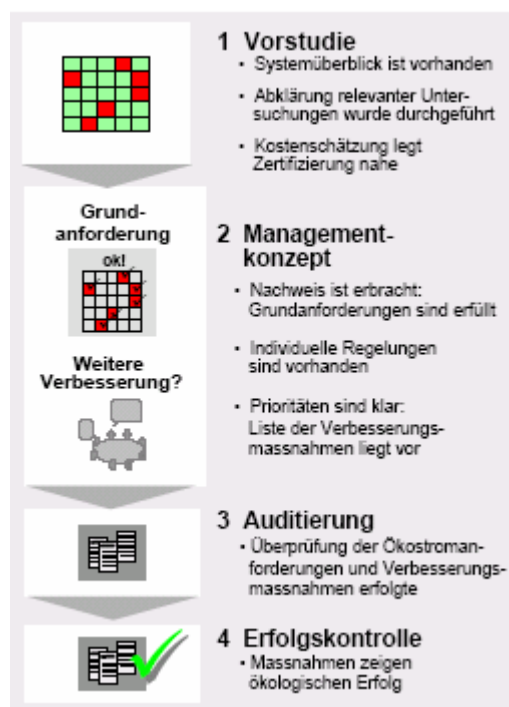 1 Vorstudie
• Systemüberblick ist vorhanden
• Abklärung relevanter Unter-
suchungen wurde durchgeführt
• Kostenschätzung legt
Zertifizierung nahe
Grund-
anforderung
ok!
Weitere
Verbesserung?
2 Management-
konzept
• Nachweis ist erbracht:
Grundanforderungen sind erfüllt
• Individuelle Regelungen
sind vorhanden
• Prioritäten sind klar:
Liste der Verbesserungs-
massnahmen liegt vor
3 Auditierung
• Überprüfung der Ökostroman-
forderungen und Verbesserungs-
massnahmen erfolgte
4 Erfolgskontrolle
• Massnahmen zeigen
ökologischen Erfolg